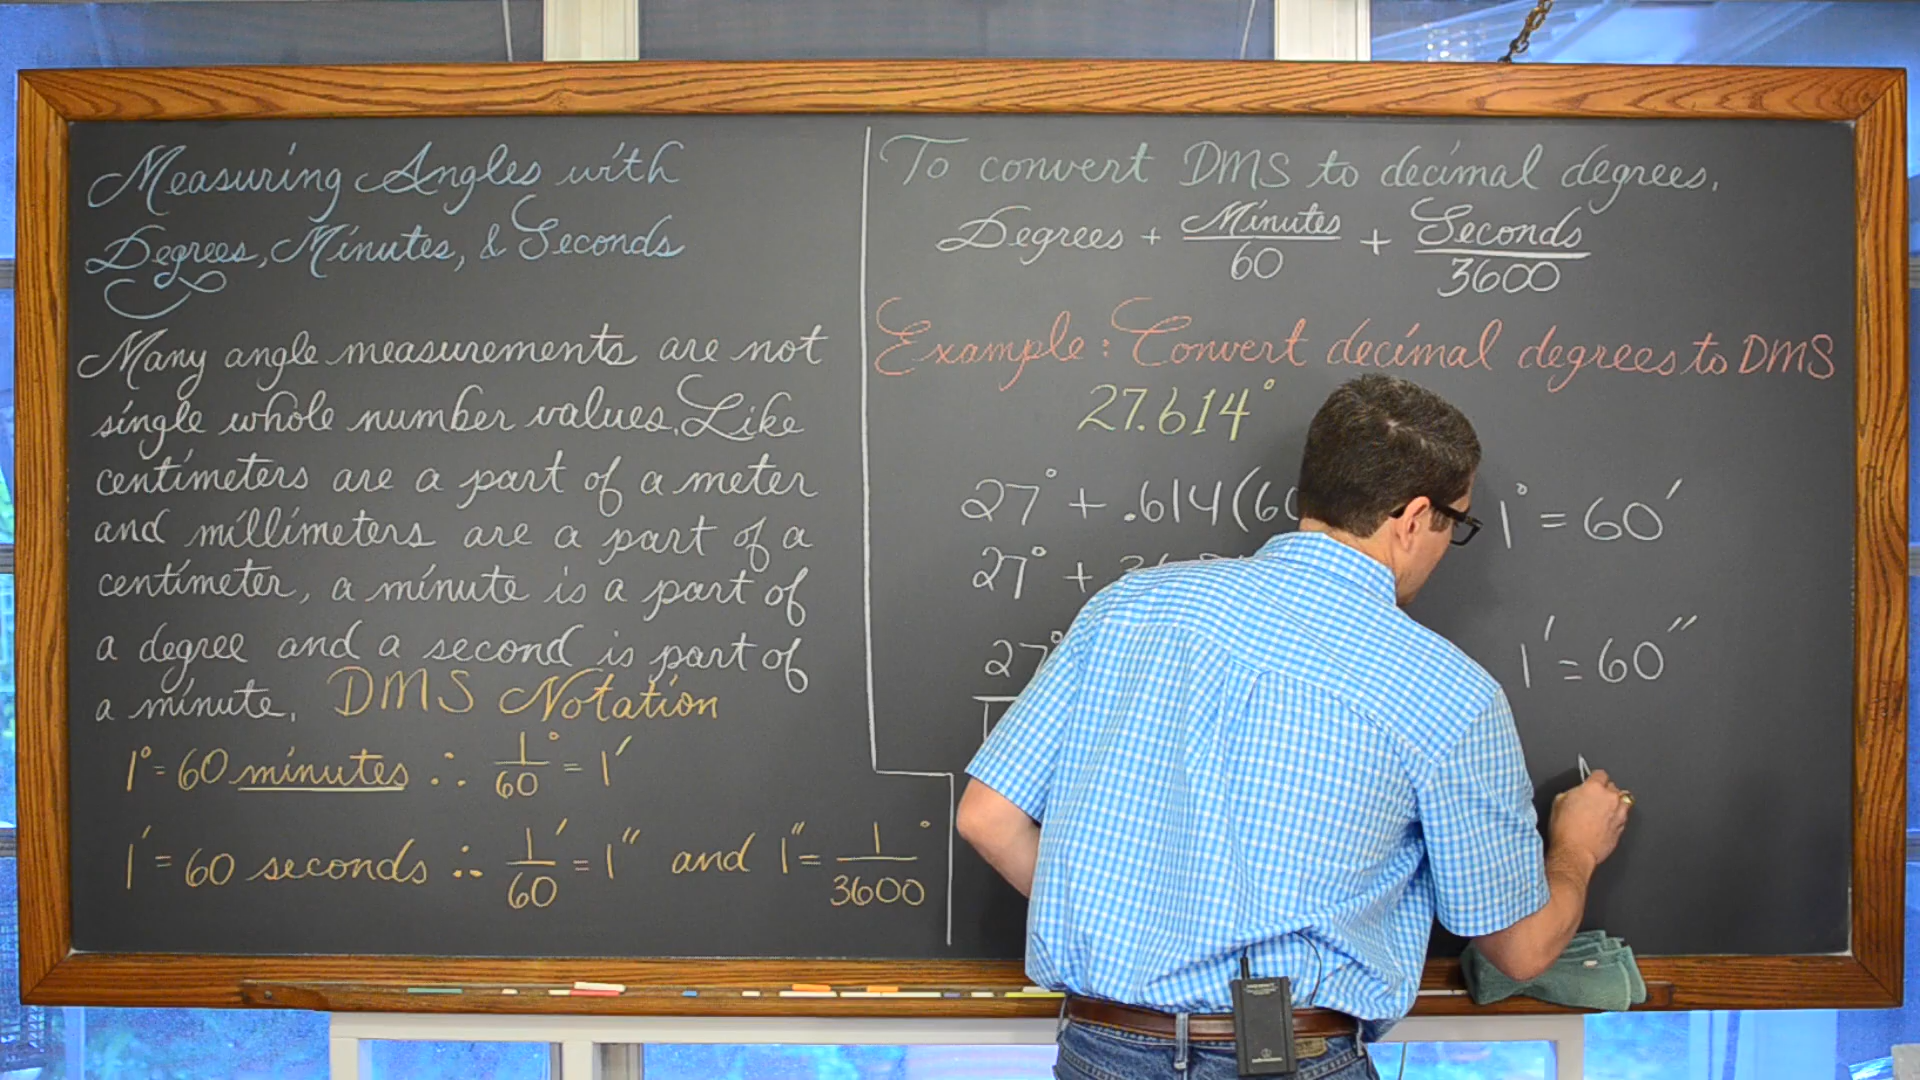 Measuring Angles with
Degrees, Minutes, & Seconds
Many angle measurements are not
single whole number values. Like
centimeters are a part of a meter
and millimeters are a part of a
centimeter, a minute is a part of
a degree and a second is part of
a minute. DMS Notation
1° = 60 minutes ∴ 1/60° = 1′
1′ = 60 seconds ∴ 1/60′ = 1″ and 1″ = 1/3600°
To convert DMS to decimal degrees,
Degrees + Minutes/60 + Seconds/3600
Example: Convert decimal degrees to DMS
27.614°
27° + .614(60
27° + 3
27°
1° = 60′
1′ = 60″